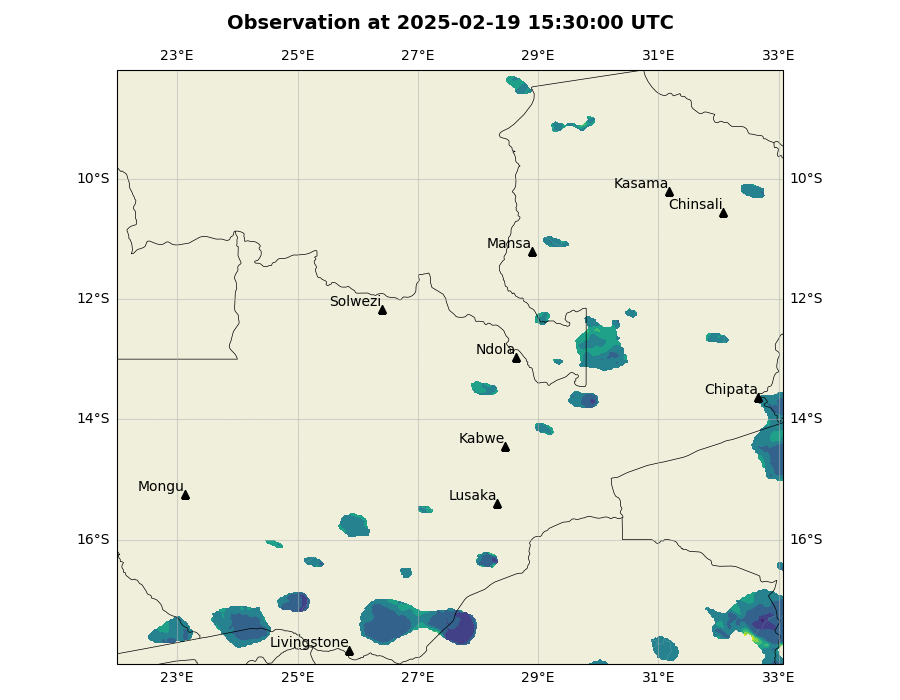 Observation at 2025-02-19 15:30:00 UTC
23°E 25°E 27°E 29°E 31°E 33°E
10°S 10°S
Kasama
Chinsali
Mansa
12°S 12°S
Solwezi
Ndola
Chipata
14°S 14°S
Kabwe
Mongu
Lusaka
16°S 16°S
Livingstone
23°E 25°E 27°E 29°E 31°E 33°E